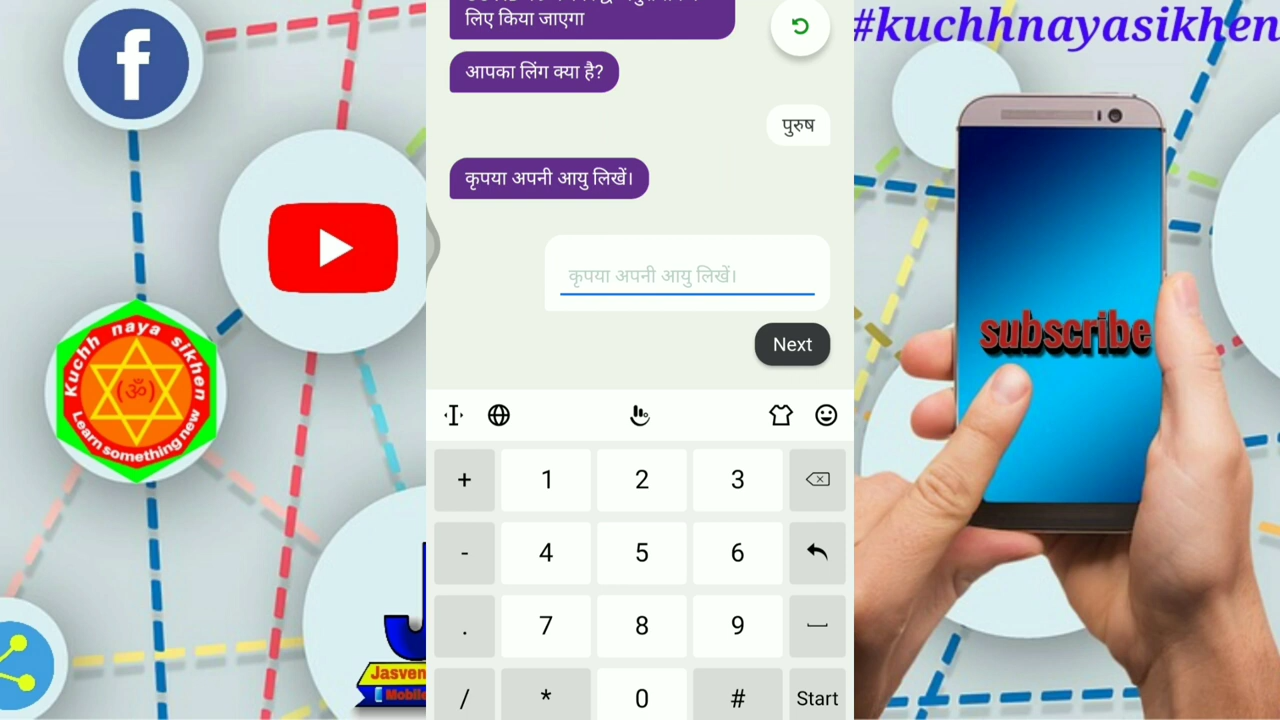 f
Kuchh naya sikhen
(ॐ)
Learn something new
Jasven
Mobile
लिए किया जाएगा
आपका लिंग क्या है?
पुरुष
कृपया अपनी आयु लिखें।
कृपया अपनी आयु लिखें।
Next
+ 1 2 3
- 4 5 6
. 7 8 9
/ * 0 # Start
#kuchhnayasikhen
subscribe